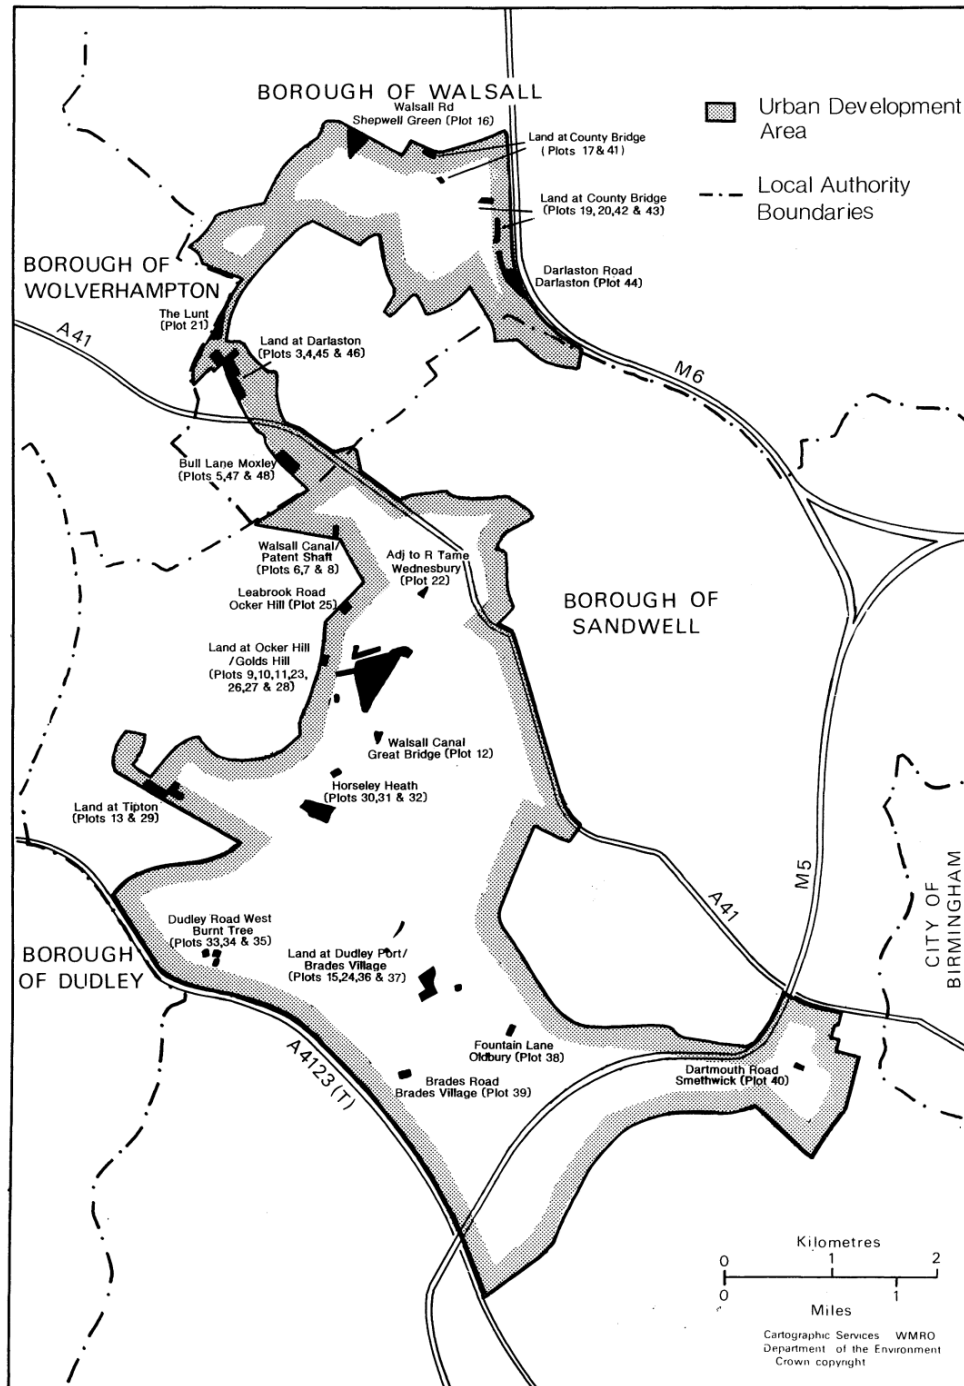 BOROUGH OF WALSALL
Walsall Rd
Shepwell Green (Plot 16)
Land at County Bridge
(Plots 17 & 41)
Urban Development
Area
Land at County Bridge
(Plots 19, 20,42 & 43)
Local Authority
Boundaries
BOROUGH OF
WOLVERHAMPTON
Darlaston Road
Darlaston (Plot 44)
The Lunt
(Plot 21)
A41
Land at Darlaston
(Plots 3,4,45 & 46)
M6
Bull Lane Moxley
(Plots 5,47 & 48)
Walsall Canal/
Patent Shaft
(Plots 6,7 & 8)
Adj to R Tame
Wednesbury
(Plot 22)
Leabrook Road
Ocker Hill (Plot 25)
BOROUGH OF
SANDWELL
Land at Ocker Hill
/Golds Hill
(Plots 9,10,11,23,
26,27 & 28)
Walsall Canal
Great Bridge (Plot 12)
Horseley Heath
(Plots 30,31 & 32)
Land at Tipton
(Plots 13 & 29)
M5
A41
CITY OF
BIRMINGHAM
Dudley Road West
Burnt Tree
(Plots 33,34 & 35)
BOROUGH
OF DUDLEY
Land at Dudley Port/
Brades Village
(Plots 15,24,36 & 37)
Fountain Lane
Oldbury (Plot 38)
A4123(T)
Brades Road
Brades Village (Plot 39)
Dartmouth Road
Smethwick (Plot 40)
Kilometres
0 1 2
0 1
Miles
Cartographic Services WMRO
Department of the Environment
Crown copyright